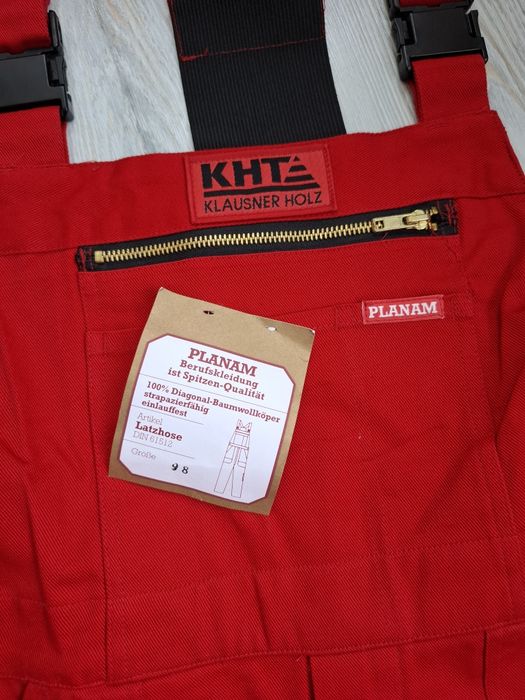 KHT
KLAUSNER HOLZ
PLANAM
PLANAM
Berufskleidung
ist Spitzen-Qualität
100% Diagonal-Baumwollköper
strapazierfähig
einlauffest
Artikel
Latzhose
DIN 61512
Größe
98